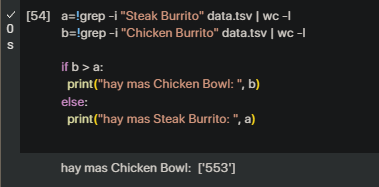 [54] a=!grep -i "Steak Burrito" data.tsv | wc -l
0 b=!grep -i "Chicken Burrito" data.tsv | wc -l
s
if b > a:
print("hay mas Chicken Bowl: ", b)
else:
print("hay mas Steak Burrito: ", a)
hay mas Chicken Bowl:  ['553']